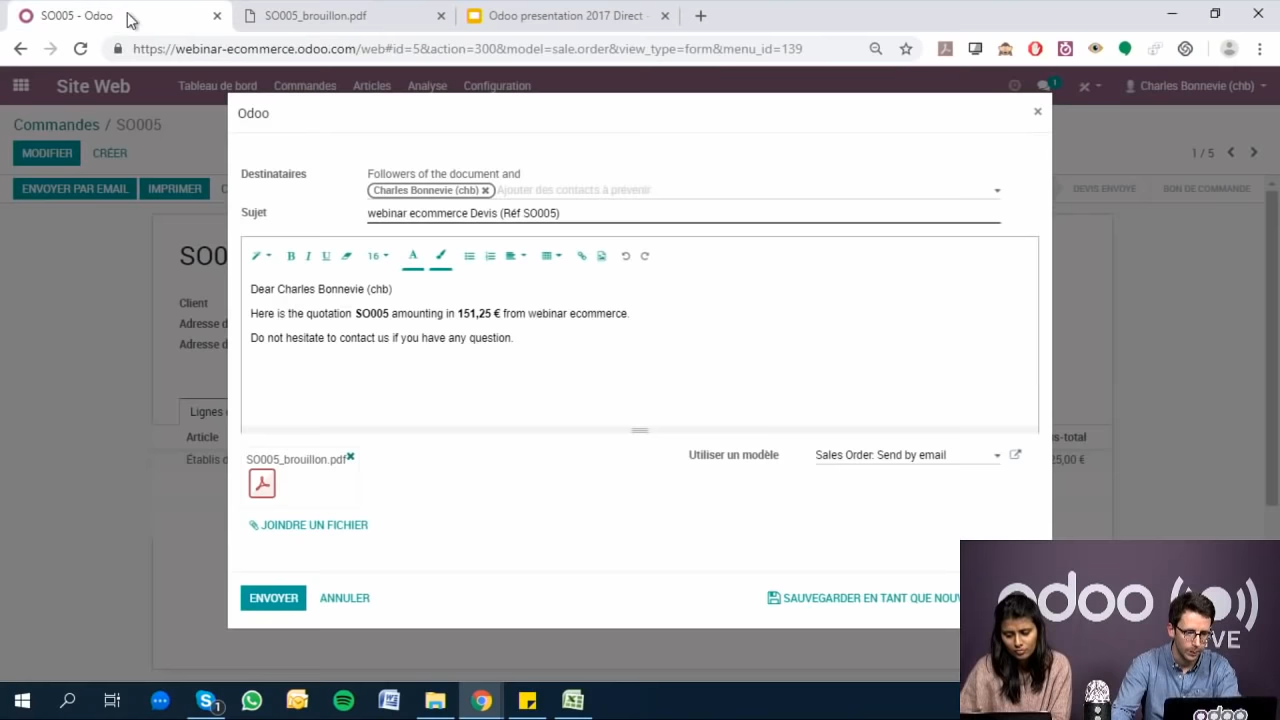 SO005 - Odoo
SO005_brouillon.pdf
Odoo presentation 2017 Direct -
https://webinar-ecommerce.odoo.com/web#id=5&action=300&model=sale.order&view_type=form&menu_id=139
Site Web
Tableau de bord
Commandes
Articles
Analyse
Configuration
1
Charles Bonnevie (chb)
Commandes / SO005
MODIFIER
CRÉER
1 / 5
ENVOYER PAR EMAIL
IMPRIMER
DEVIS ENVOYÉ
BON DE COMMANDE
SO0
Client
Adresse d
Adresse d
Lignes
Article
s-total
Établis d
25,00 €
Odoo
Destinataires
Followers of the document and
Charles Bonnevie (chb)
Ajouter des contacts à prévenir
Sujet
webinar ecommerce Devis (Réf SO005)
B I U
16
A
Dear Charles Bonnevie (chb)
Here is the quotation SO005 amounting in 151,25 € from webinar ecommerce.
Do not hesitate to contact us if you have any question.
SO005_brouillon.pdf
Utiliser un modèle
Sales Order: Send by email
JOINDRE UN FICHIER
ENVOYER
ANNULER
SAUVEGARDER EN TANT QUE NOUV
odoo
VE
odoo
1